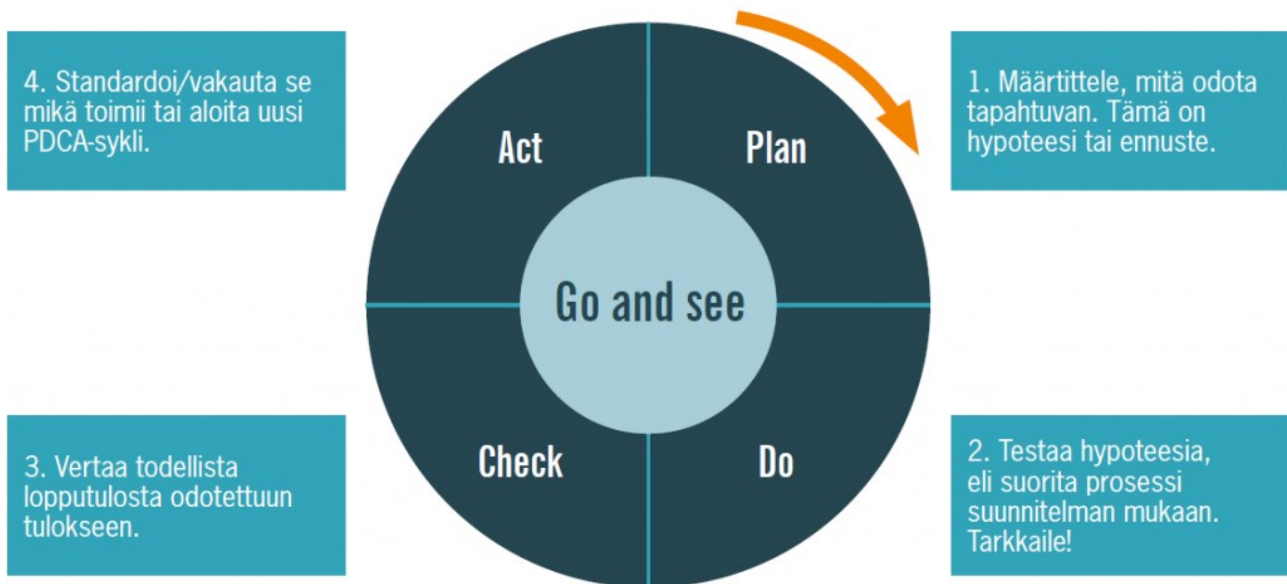 4. Standardoi/vakauta se
mikä toimii tai aloita uusi
PDCA-sykli.
Act
Plan
1. Määrtittele, mitä odota
tapahtuvan. Tämä on
hypoteesi tai ennuste.
Go and see
3. Vertaa todellista
lopputulosta odotettuun
tulokseen.
Check
Do
2. Testaa hypoteesia,
eli suorita prosessi
suunnitelman mukaan.
Tarkkaile!